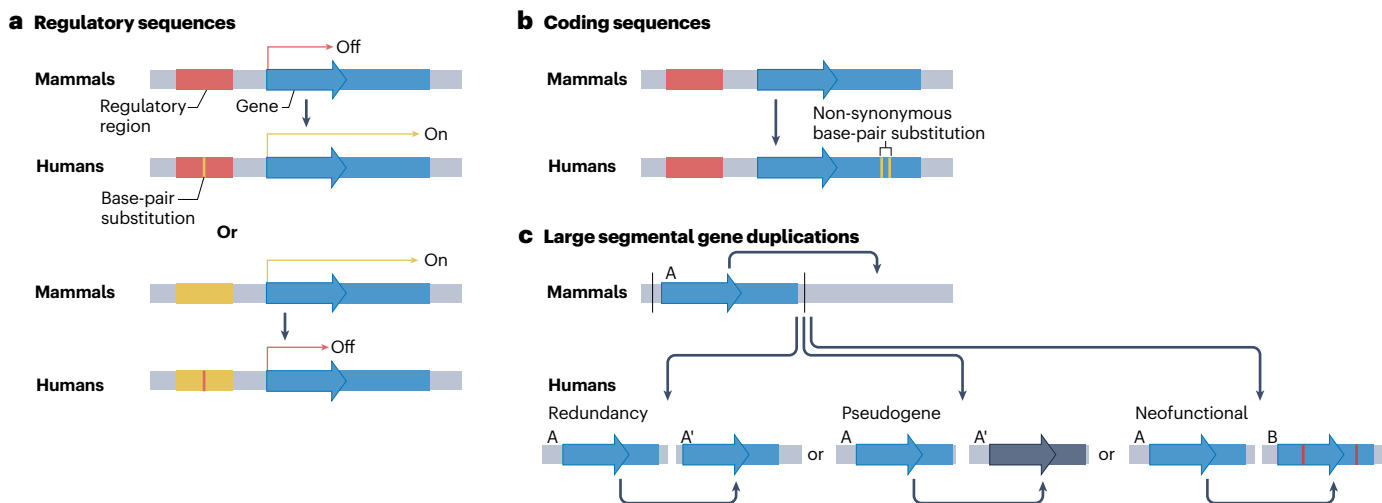 a Regulatory sequences
Off
Mammals
Regulatory
region
Gene
On
Humans
Base-pair
substitution
Or
On
Mammals
Off
Humans
b Coding sequences
Mammals
Non-synonymous
base-pair substitution
Humans
c Large segmental gene duplications
A
Mammals
Humans
Redundancy
Pseudogene
Neofunctional
A A' or A A' or A B